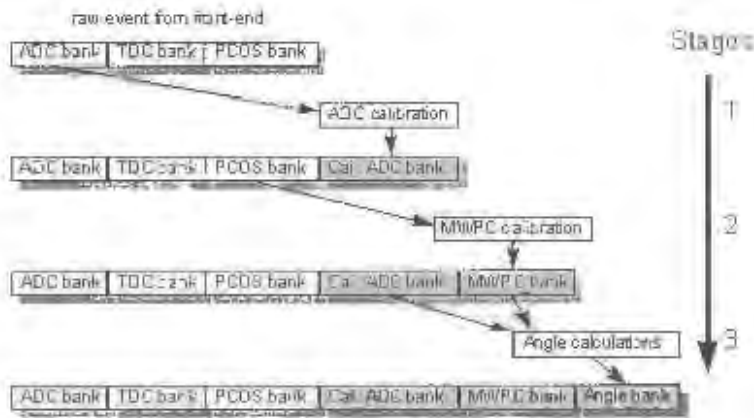 raw event from front-end
Stages
ADC bank TDC bank PCOS bank
1
ADC calibration
ADC bank TDC bank PCOS bank Cal. ADC bank
2
MWPC calibration
ADC bank TDC bank PCOS bank Cal. ADC bank MWPC bank
3
Angle calculations
ADC bank TDC bank PCOS bank Cal. ADC bank MWPC bank Angle bank